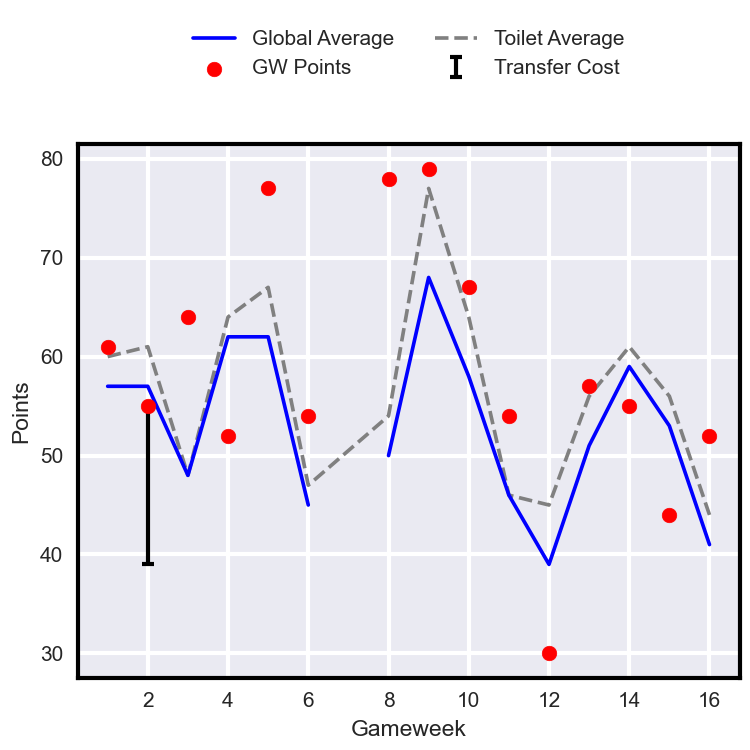 Global Average
Toilet Average
GW Points
Transfer Cost
80
70
60
50
40
30
Points
2 4 6 8 10 12 14 16
Gameweek